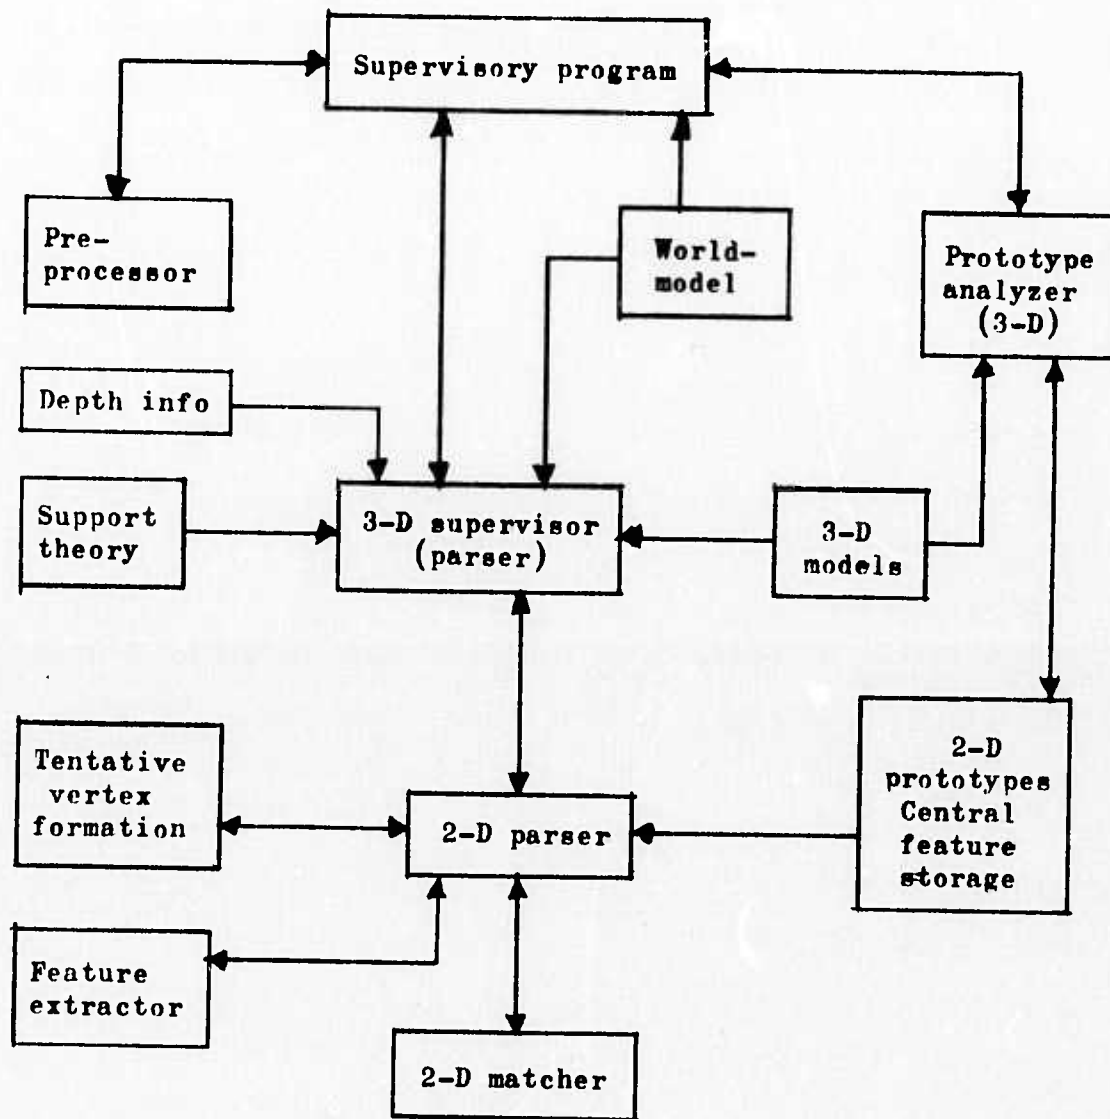 Supervisory program
Pre-
processor
World-
model
Prototype
analyzer
(3-D)
Depth info
Support
theory
3-D supervisor
(parser)
3-D
models
Tentative
vertex
formation
2-D parser
2-D
prototypes
Central
feature
storage
Feature
extractor
2-D matcher